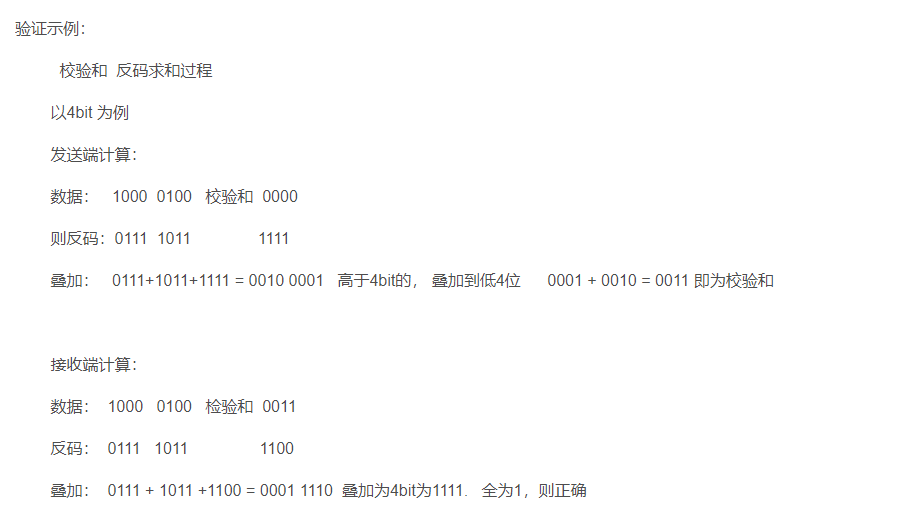 验证示例：
校验和  反码求和过程
以4bit 为例
发送端计算：
数据：   1000  0100   校验和  0000
则反码：0111  1011               1111
叠加：   0111+1011+1111 = 0010 0001   高于4bit的， 叠加到低4位      0001 + 0010 = 0011 即为校验和
接收端计算：
数据：  1000   0100   检验和  0011
反码：  0111   1011                1100
叠加：  0111 + 1011 +1100 = 0001 1110  叠加为4bit为1111.   全为1，则正确